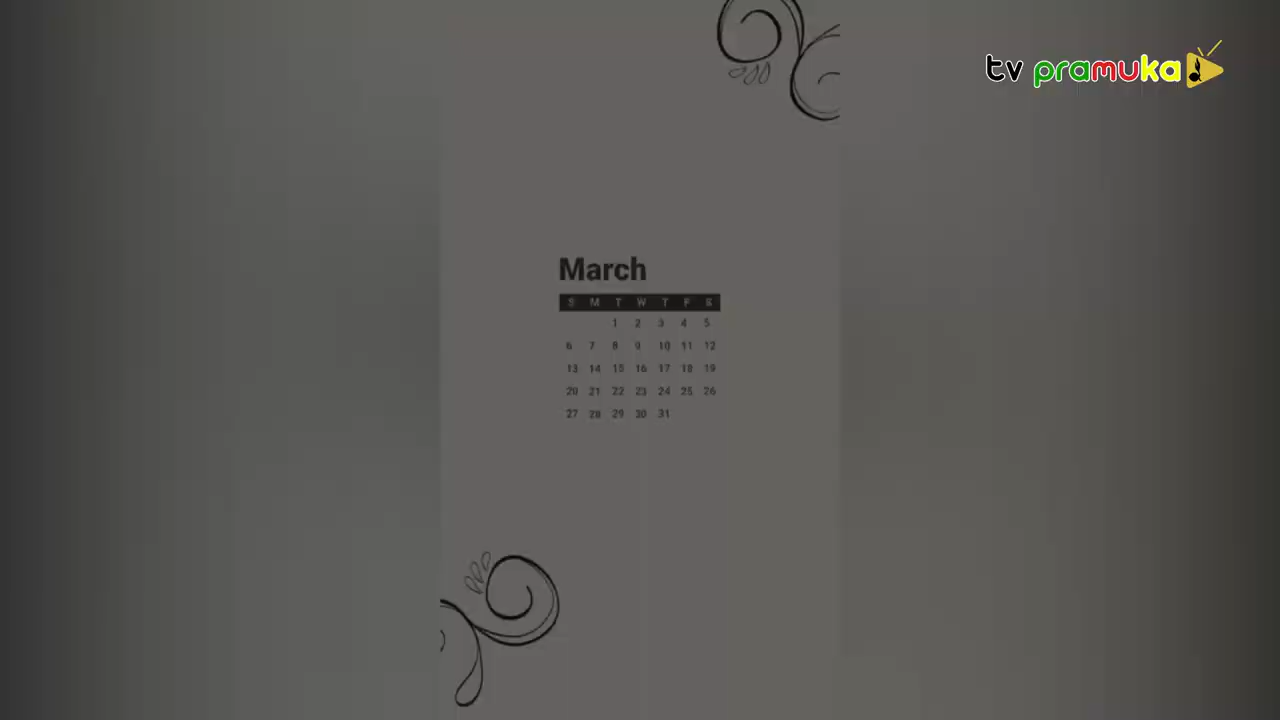 tv pramuka
March
S M T W T F S
1 2 3 4 5
6 7 8 9 10 11 12
13 14 15 16 17 18 19
20 21 22 23 24 25 26
27 28 29 30 31